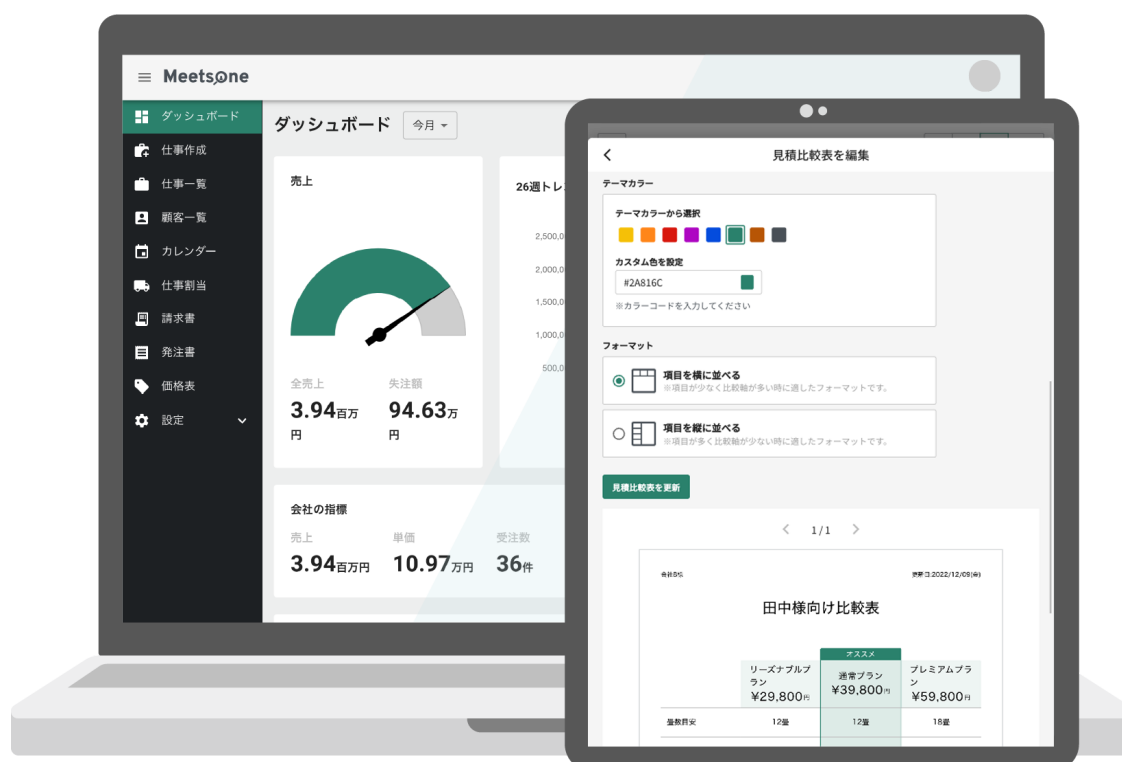 Meetsone
ダッシュボード
仕事作成
仕事一覧
顧客一覧
カレンダー
仕事割当
請求書
発注書
価格表
設定
ダッシュボード
今月
売上
全売上
失注額
3.94百万
円
94.63万
円
26週トレ
2,500,0
2,000,0
1,500,0
1,000,0
500,0
会社の指標
売上
単価
受注数
3.94百万円
10.97万円
36件
見積比較表を編集
テーマカラー
テーマカラーから選択
カスタム色を設定
#2A816C
※カラーコードを入力してください
フォーマット
項目を横に並べる
※項目が少なく比較軸が多い時に適したフォーマットです。
項目を縦に並べる
※項目が多く比較軸が少ない時に適したフォーマットです。
見積比較表を更新
1/1
更新日:2022/12/09(金)
田中様向け比較表
オススメ
リーズナブルプ
ラン
¥29,800円
通常プラン
¥39,800円
プレミアムプラ
ン
¥59,800円
畳数目安
12畳
12畳
18畳